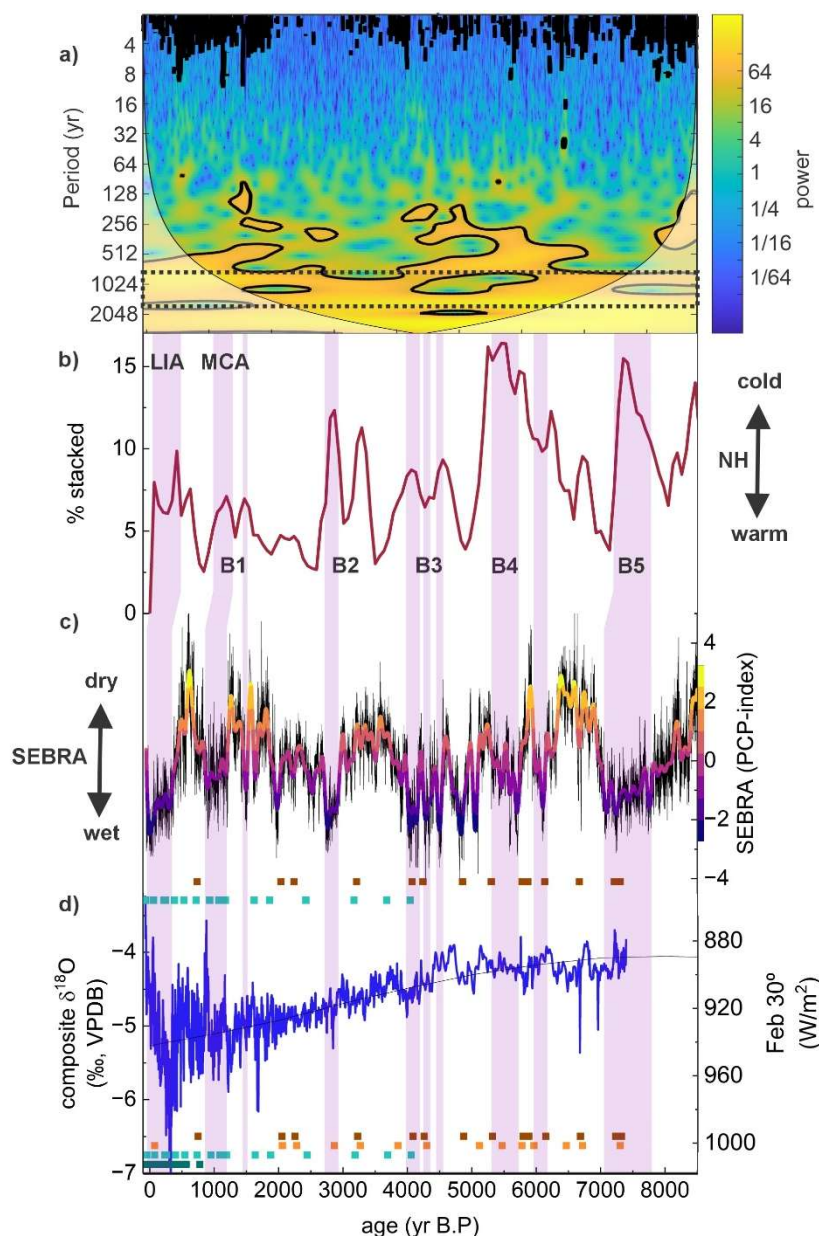 a)
Period (yr)
4
8
16
32
64
128
256
512
1024
2048
64
16
4
1
1/4
1/16
1/64
power
b)
LIA MCA
15
10
5
0
% stacked
B1 B2 B3 B4 B5
cold
NH
warm
c)
dry
SEBRA
wet
4
2
0
−2
−4
SEBRA (PCP-index)
d)
−4
−5
−6
−7
composite δ18O
(‰, VPDB)
880
920
960
1000
Feb 30º
(W/m²)
0 1000 2000 3000 4000 5000 6000 7000 8000
age (yr B.P)